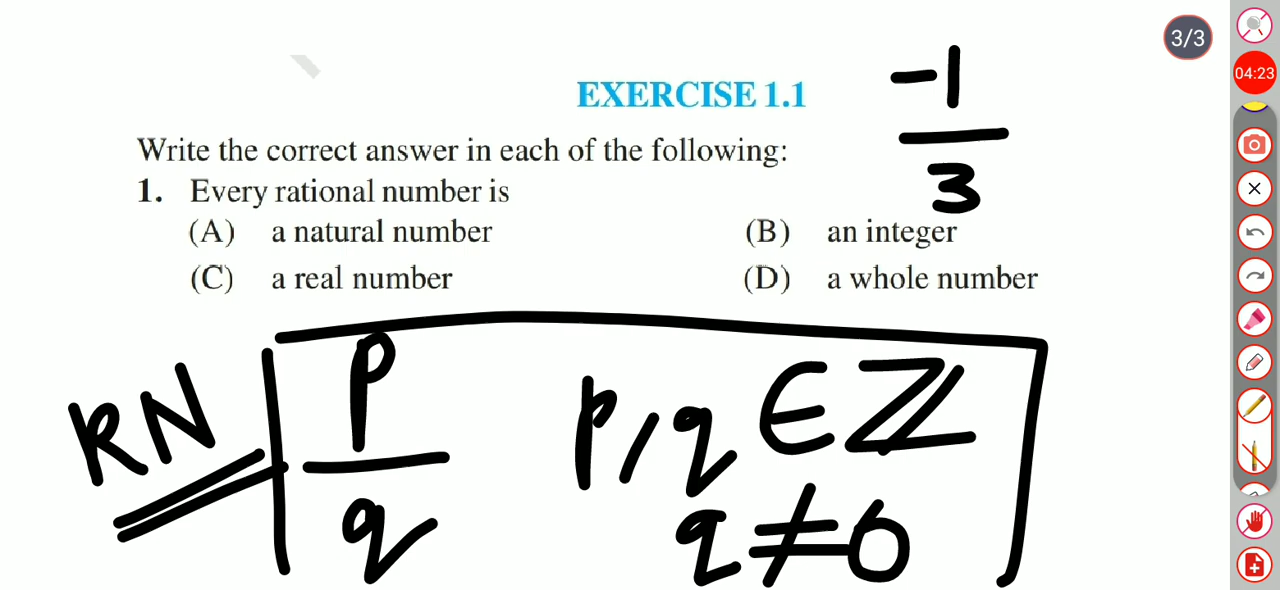 3/3
04:23
EXERCISE 1.1
-1
3
Write the correct answer in each of the following:
1. Every rational number is
(A) a natural number (B) an integer
(C) a real number (D) a whole number
RN
p
q
p, q ∈ Z
q ≠ 0